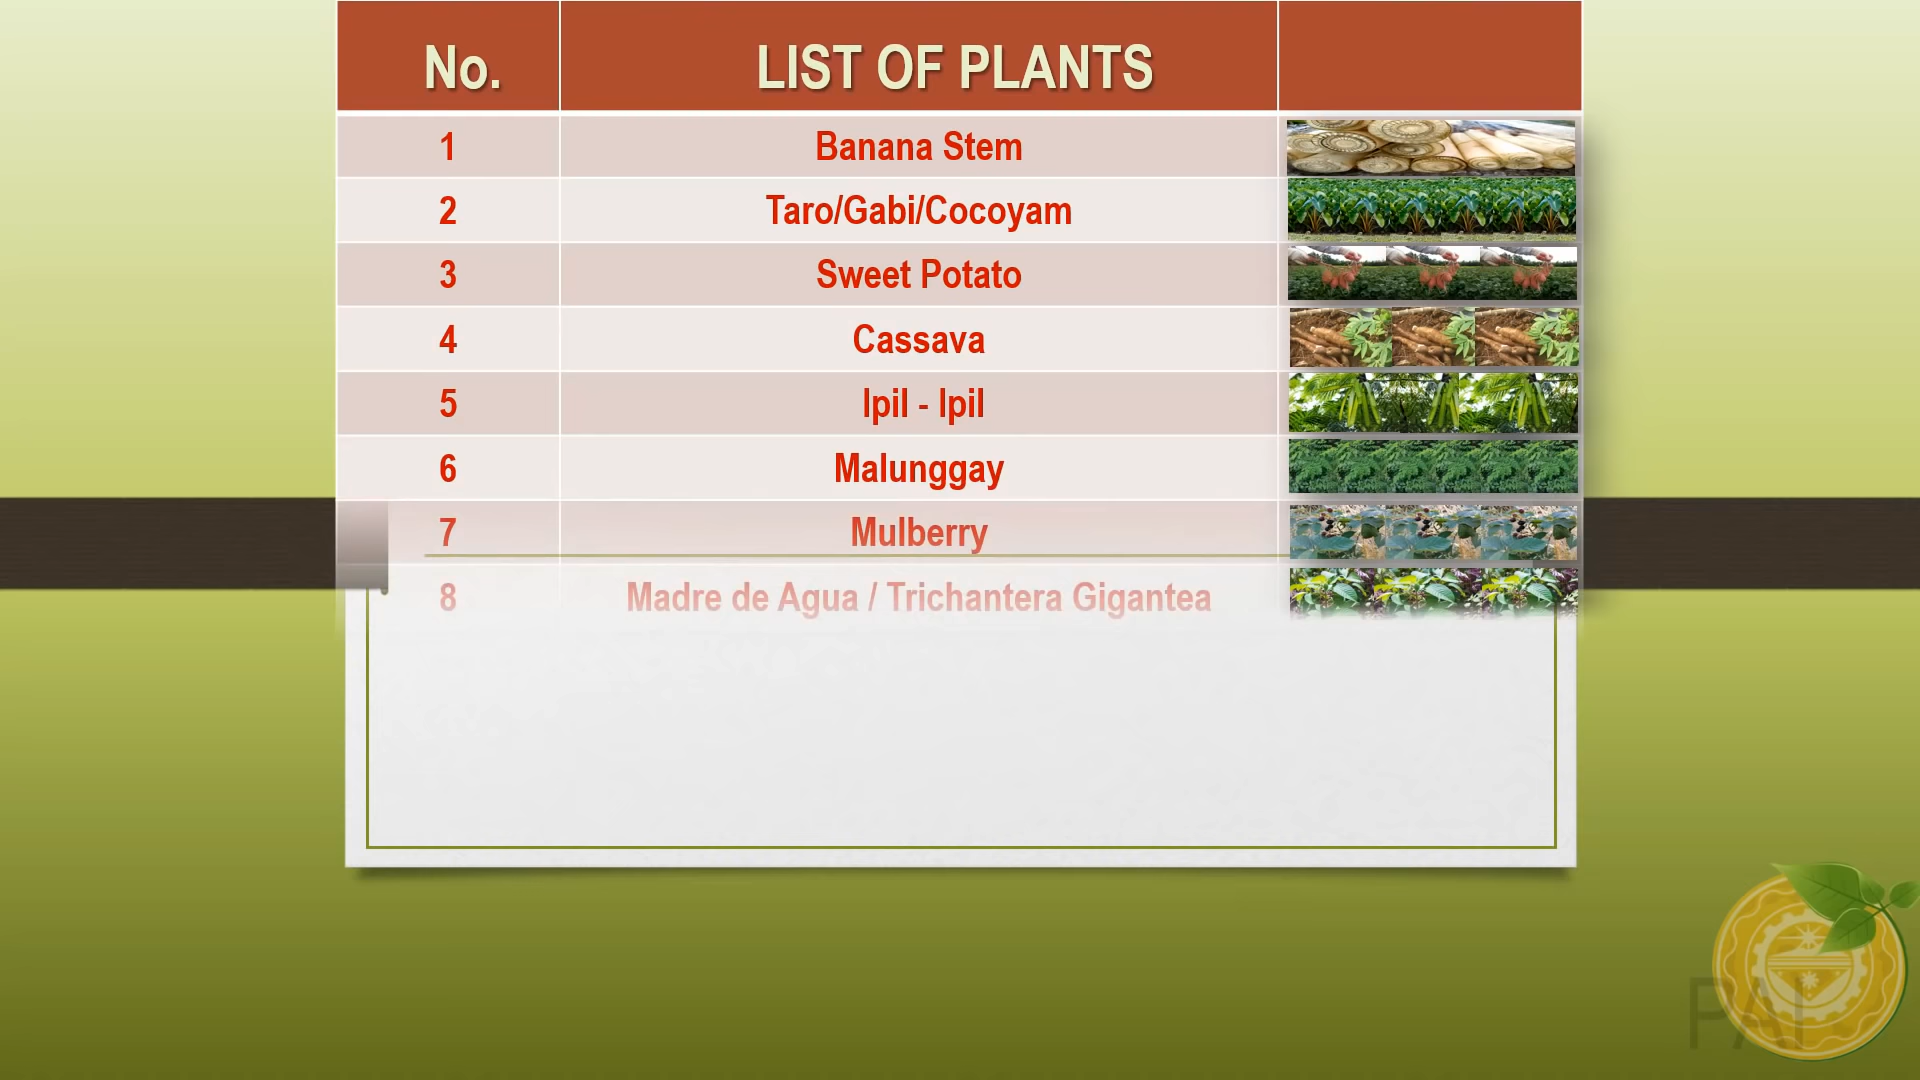 No. LIST OF PLANTS
1 Banana Stem
2 Taro/Gabi/Cocoyam
3 Sweet Potato
4 Cassava
5 Ipil - Ipil
6 Malunggay
7 Mulberry
8 Madre de Agua / Trichantera Gigantea
PAI